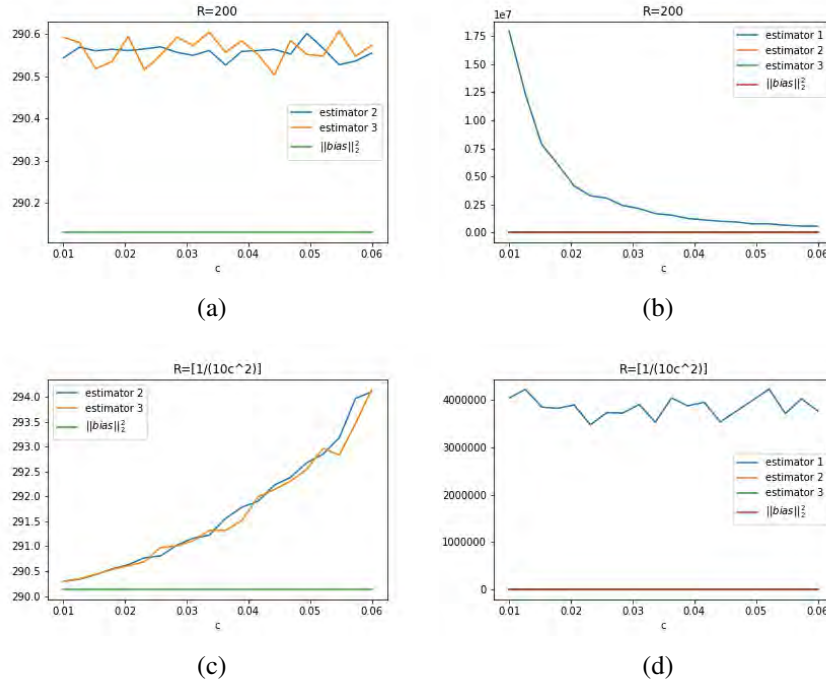 R=200
290.6
290.5
290.4
290.3
290.2
estimator 2
estimator 3
||bias||₂²
0.01 0.02 0.03 0.04 0.05 0.06
c
(a)
R=200
1e7
1.75
1.50
1.25
1.00
0.75
0.50
0.25
0.00
estimator 1
estimator 2
estimator 3
||bias||₂²
0.01 0.02 0.03 0.04 0.05 0.06
c
(b)
R=[1/(10c^2)]
294.0
293.5
293.0
292.5
292.0
291.5
291.0
290.5
290.0
estimator 2
estimator 3
||bias||₂²
0.01 0.02 0.03 0.04 0.05 0.06
c
(c)
R=[1/(10c^2)]
4000000
3000000
2000000
1000000
0
estimator 1
estimator 2
estimator 3
||bias||₂²
0.01 0.02 0.03 0.04 0.05 0.06
c
(d)